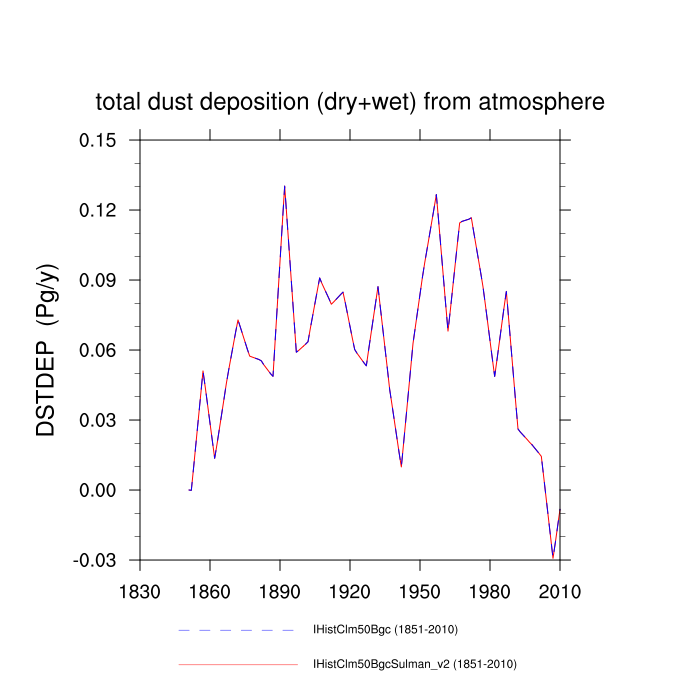 total dust deposition (dry+wet) from atmosphere
0.15
0.12
0.09
0.06
0.03
0.00
-0.03
DSTDEP (Pg/y)
1830 1860 1890 1920 1950 1980 2010
IHistClm50Bgc (1851-2010)
IHistClm50BgcSulman_v2 (1851-2010)